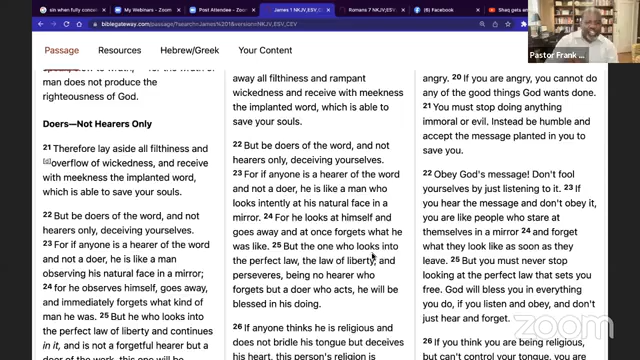 sin when fully consc
My Webinars - Zoom
Post Attendee - Zoom
James 1 NKJV,ESV,CEV
Romans 7 NKJV,ESV,C
(6) Facebook
Shaq gets
biblegateway.com/passage/?search=James%201&version=NKJV,ESV,CEV
Passage
Resources
Hebrew/Greek
Your Content
Pastor Frank ...
man does not produce the
righteousness of God.
Doers—Not Hearers Only
21 Therefore lay aside all filthiness and
overflow of wickedness, and receive
with meekness the implanted word,
which is able to save your souls.
22 But be doers of the word, and not
hearers only, deceiving yourselves.
23 For if anyone is a hearer of the word
and not a doer, he is like a man
observing his natural face in a mirror;
24 for he observes himself, goes away,
and immediately forgets what kind of
man he was. 25 But he who looks into
the perfect law of liberty and continues
in it, and is not a forgetful hearer but a
doer of the work, this one will be
away all filthiness and rampant
wickedness and receive with meekness
the implanted word, which is able to
save your souls.
22 But be doers of the word, and not
hearers only, deceiving yourselves.
23 For if anyone is a hearer of the word
and not a doer, he is like a man who
looks intently at his natural face in a
mirror. 24 For he looks at himself and
goes away and at once forgets what he
was like. 25 But the one who looks into
the perfect law, the law of liberty, and
perseveres, being no hearer who
forgets but a doer who acts, he will be
blessed in his doing.
26 If anyone thinks he is religious and
does not bridle his tongue but deceives
his heart, this person's religion is
angry. 20 If you are angry, you cannot do
any of the good things God wants done.
21 You must stop doing anything
immoral or evil. Instead be humble and
accept the message planted in you to
save you.
22 Obey God's message! Don't fool
yourselves by just listening to it. 23 If
you hear the message and don't obey it,
you are like people who stare at
themselves in a mirror 24 and forget
what they look like as soon as they
leave. 25 But you must never stop
looking at the perfect law that sets you
free. God will bless you in everything
you do, if you listen and obey, and don't
just hear and forget.
26 If you think you are being religious,
but can't control your tongue, you are
zoom